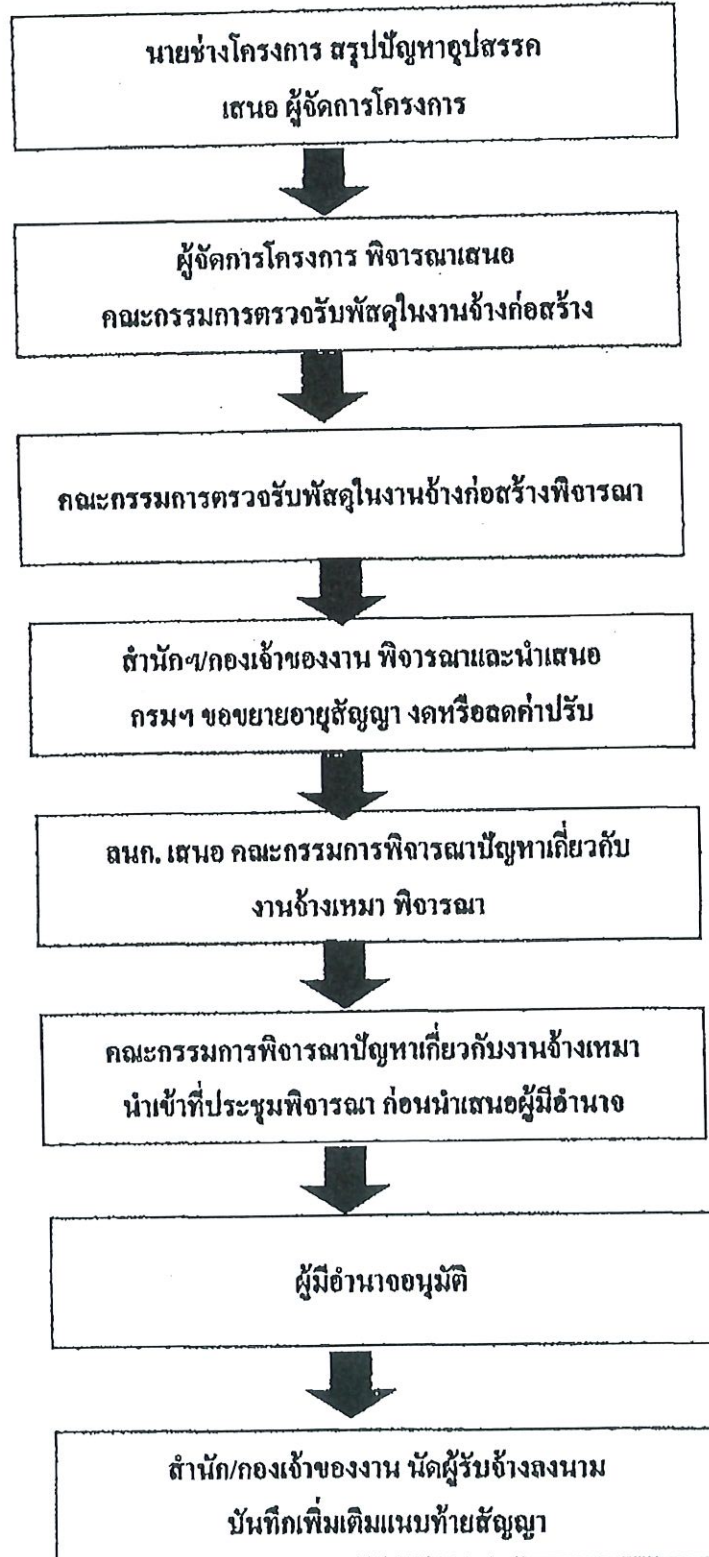 นายช่างโครงการ สรุปปัญหาอุปสรรค
เสนอ ผู้จัดการโครงการ
ผู้จัดการโครงการ พิจารณาเสนอ
คณะกรรมการตรวจรับพัสดุในงานจ้างก่อสร้าง
คณะกรรมการตรวจรับพัสดุในงานจ้างก่อสร้างพิจารณา
สำนักฯ/กองเจ้าของงาน พิจารณาและนำเสนอ
กรมฯ ขอขยายอายุสัญญา งดหรือลดค่าปรับ
ลนก. เสนอ คณะกรรมการพิจารณาปัญหาเกี่ยวกับ
งานจ้างเหมา พิจารณา
คณะกรรมการพิจารณาปัญหาเกี่ยวกับงานจ้างเหมา
นำเข้าที่ประชุมพิจารณา ก่อนนำเสนอผู้มีอำนาจ
ผู้มีอำนาจอนุมัติ
สำนัก/กองเจ้าของงาน นัดผู้รับจ้างลงนาม
บันทึกเพิ่มเติมแนบท้ายสัญญา